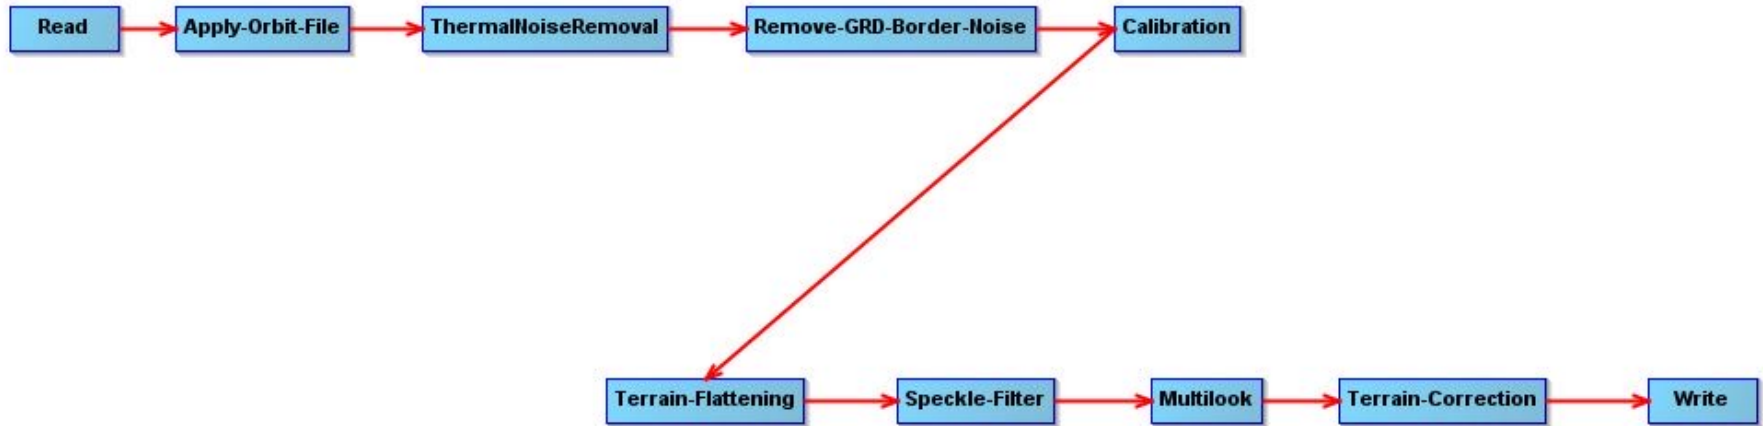 Read
Apply-Orbit-File
ThermalNoiseRemoval
Remove-GRD-Border-Noise
Calibration
Terrain-Flattening
Speckle-Filter
Multilook
Terrain-Correction
Write